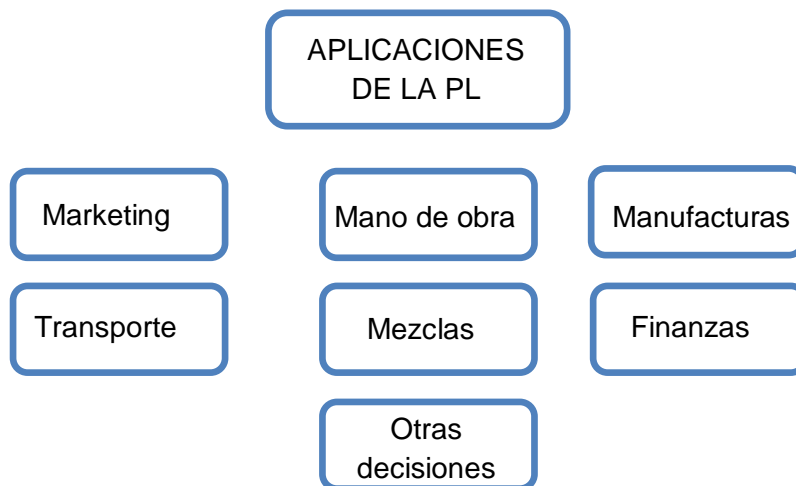 APLICACIONES
DE LA PL
Marketing
Mano de obra
Manufacturas
Transporte
Mezclas
Finanzas
Otras
decisiones